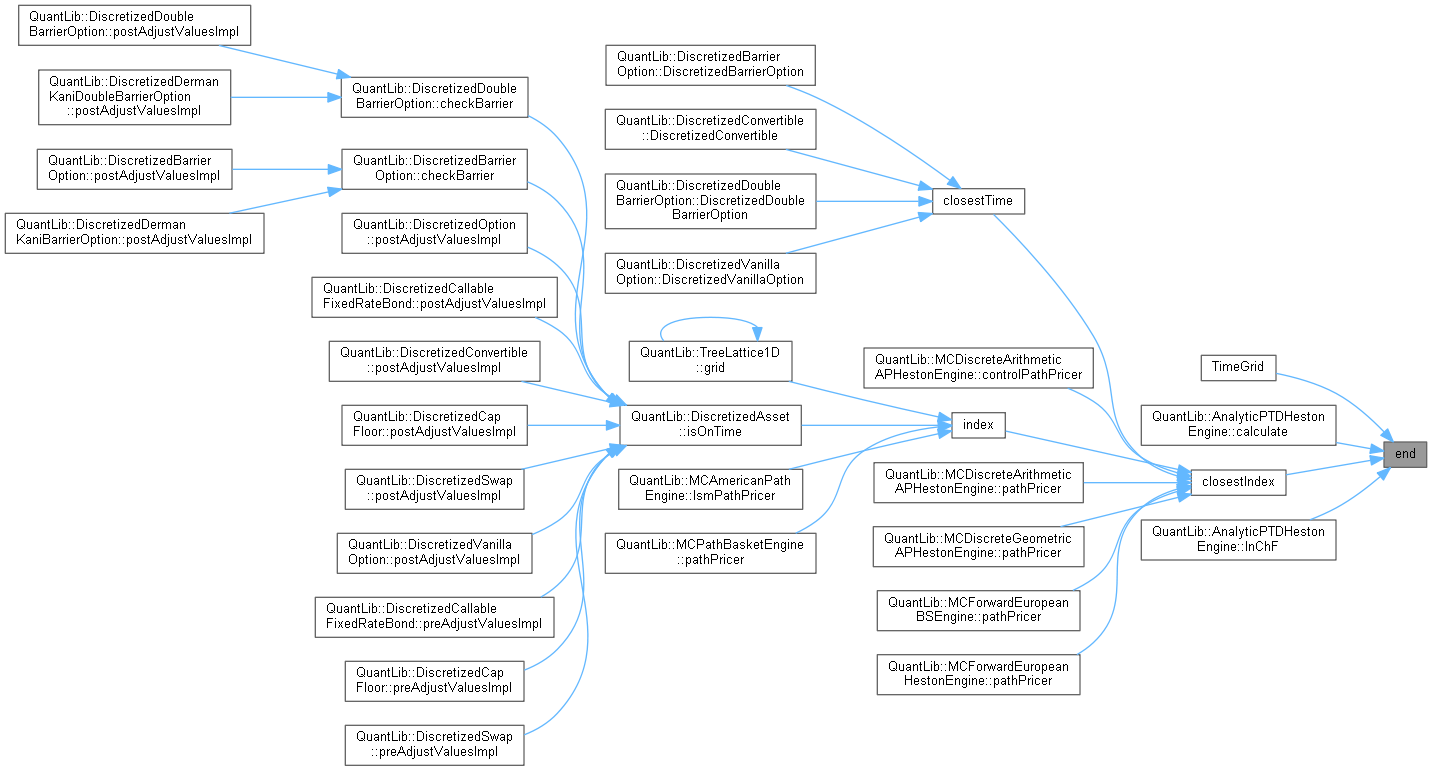 QuantLib::DiscretizedDouble
BarrierOption::postAdjustValuesImpl
QuantLib::DiscretizedDerman
KaniDoubleBarrierOption
::postAdjustValuesImpl
QuantLib::DiscretizedBarrier
Option::postAdjustValuesImpl
QuantLib::DiscretizedDerman
KaniBarrierOption::postAdjustValuesImpl
QuantLib::DiscretizedDouble
BarrierOption::checkBarrier
QuantLib::DiscretizedBarrier
Option::checkBarrier
QuantLib::DiscretizedOption
::postAdjustValuesImpl
QuantLib::DiscretizedCallable
FixedRateBond::postAdjustValuesImpl
QuantLib::DiscretizedConvertible
::postAdjustValuesImpl
QuantLib::DiscretizedCap
Floor::postAdjustValuesImpl
QuantLib::DiscretizedSwap
::postAdjustValuesImpl
QuantLib::DiscretizedVanilla
Option::postAdjustValuesImpl
QuantLib::DiscretizedCallable
FixedRateBond::preAdjustValuesImpl
QuantLib::DiscretizedCap
Floor::preAdjustValuesImpl
QuantLib::DiscretizedSwap
::preAdjustValuesImpl
QuantLib::DiscretizedBarrier
Option::DiscretizedBarrierOption
QuantLib::DiscretizedConvertible
::DiscretizedConvertible
QuantLib::DiscretizedDouble
BarrierOption::DiscretizedDouble
BarrierOption
QuantLib::DiscretizedVanilla
Option::DiscretizedVanillaOption
QuantLib::TreeLattice1D
::grid
QuantLib::DiscretizedAsset
::isOnTime
QuantLib::MCAmericanPath
Engine::lsmPathPricer
QuantLib::MCPathBasketEngine
::pathPricer
closestTime
QuantLib::MCDiscreteArithmetic
APHestonEngine::controlPathPricer
index
QuantLib::MCDiscreteArithmetic
APHestonEngine::pathPricer
QuantLib::MCDiscreteGeometric
APHestonEngine::pathPricer
QuantLib::MCForwardEuropean
BSEngine::pathPricer
QuantLib::MCForwardEuropean
HestonEngine::pathPricer
TimeGrid
QuantLib::AnalyticPTDHeston
Engine::calculate
closestIndex
QuantLib::AnalyticPTDHeston
Engine::lnChF
end